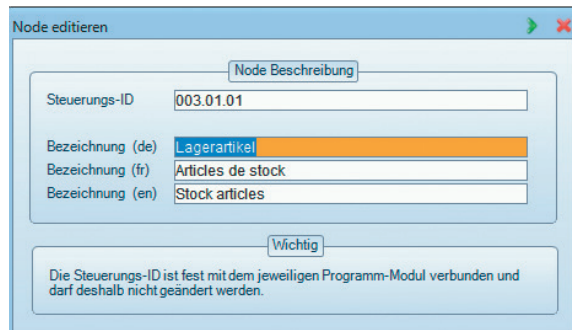 Node editieren
Node Beschreibung
Steuerungs-ID 003.01.01
Bezeichnung (de) Lagerartikel
Bezeichnung (fr) Articles de stock
Bezeichnung (en) Stock articles
Wichtig
Die Steuerungs-ID ist fest mit dem jeweiligen Programm-Modul verbunden und
darf deshalb nicht geändert werden.